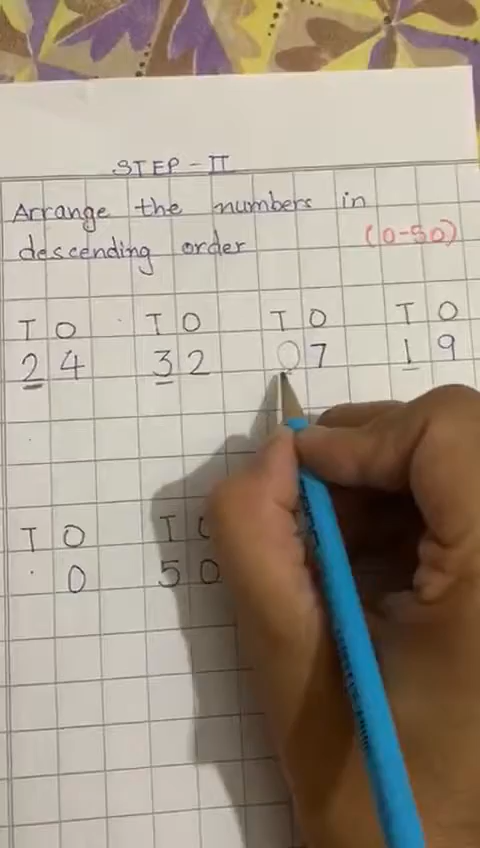 STEP - II
Arrange the numbers in
descending order (0-50)
T O T O T O T O
2 4 3 2 0 7 1 9
T O T O
0 5 0